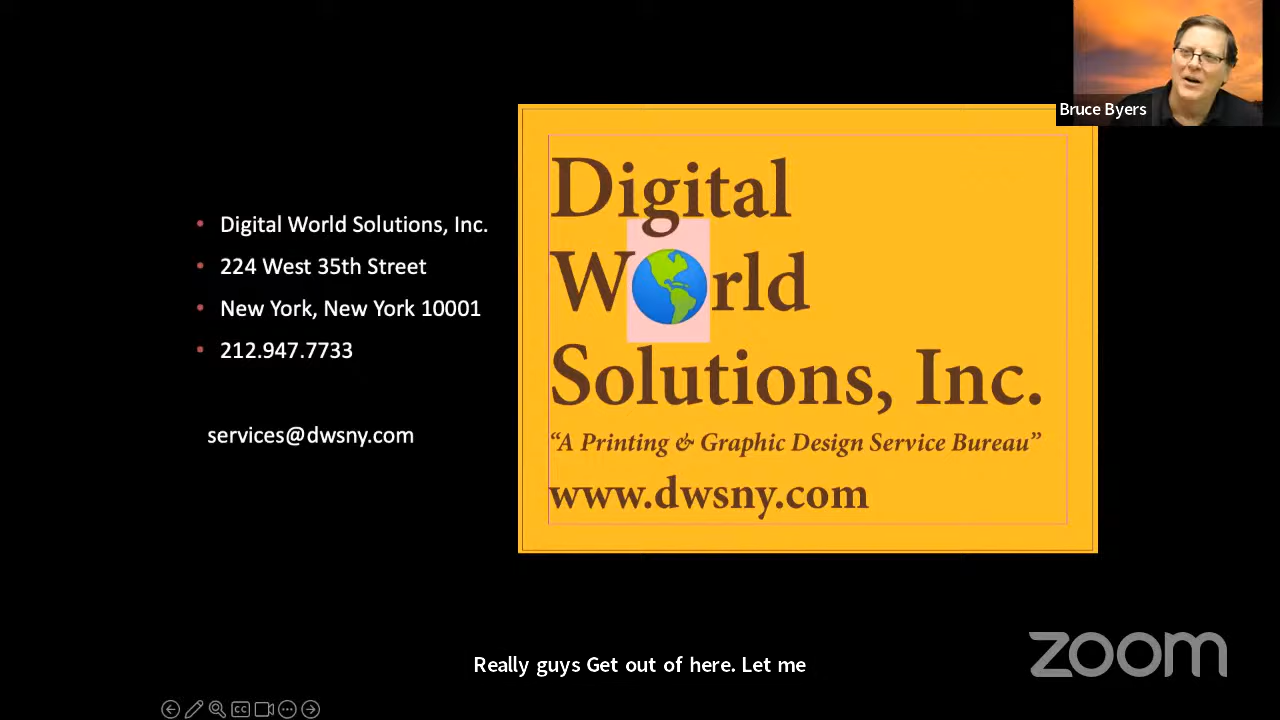 Bruce Byers
Digital World Solutions, Inc.
224 West 35th Street
New York, New York 10001
212.947.7733
services@dwsny.com
Digital
W🌎rld
Solutions, Inc.
“A Printing & Graphic Design Service Bureau”
www.dwsny.com
Really guys Get out of here. Let me
zoom
CC